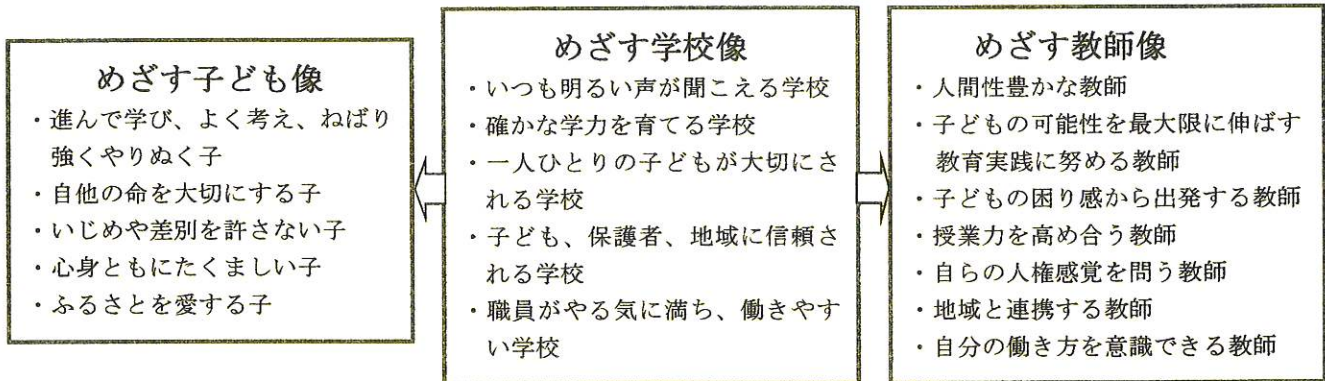 めざす子ども像
・進んで学び、よく考え、ねばり
強くやりぬく子
・自他の命を大切にする子
・いじめや差別を許さない子
・心身ともにたくましい子
・ふるさとを愛する子
めざす学校像
・いつも明るい声が聞こえる学校
・確かな学力を育てる学校
・一人ひとりの子どもが大切にさ
れる学校
・子ども、保護者、地域に信頼さ
れる学校
・職員がやる気に満ち、働きやす
い学校
めざす教師像
・人間性豊かな教師
・子どもの可能性を最大限に伸ばす
教育実践に努める教師
・子どもの困り感から出発する教師
・授業力を高め合う教師
・自らの人権感覚を問う教師
・地域と連携する教師
・自分の働き方を意識できる教師